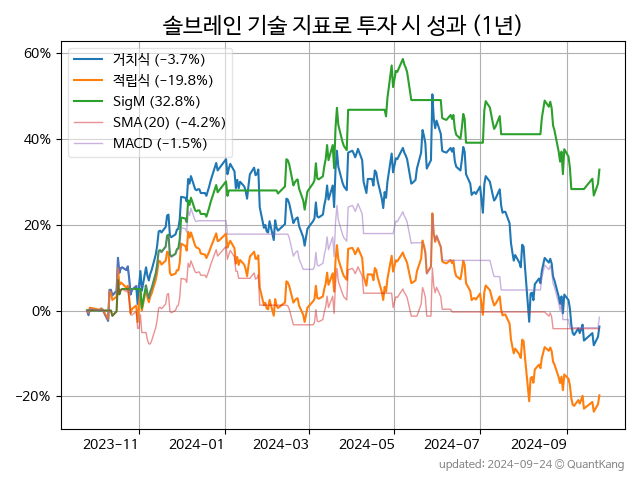 솔브레인 기술 지표로 투자 시 성과 (1년)
60%
40%
20%
0%
−20%
거치식 (−3.7%)
적립식 (−19.8%)
SigM (32.8%)
SMA(20) (−4.2%)
MACD (−1.5%)
2023-11
2024-01
2024-03
2024-05
2024-07
2024-09
updated: 2024-09-24 © QuantKang